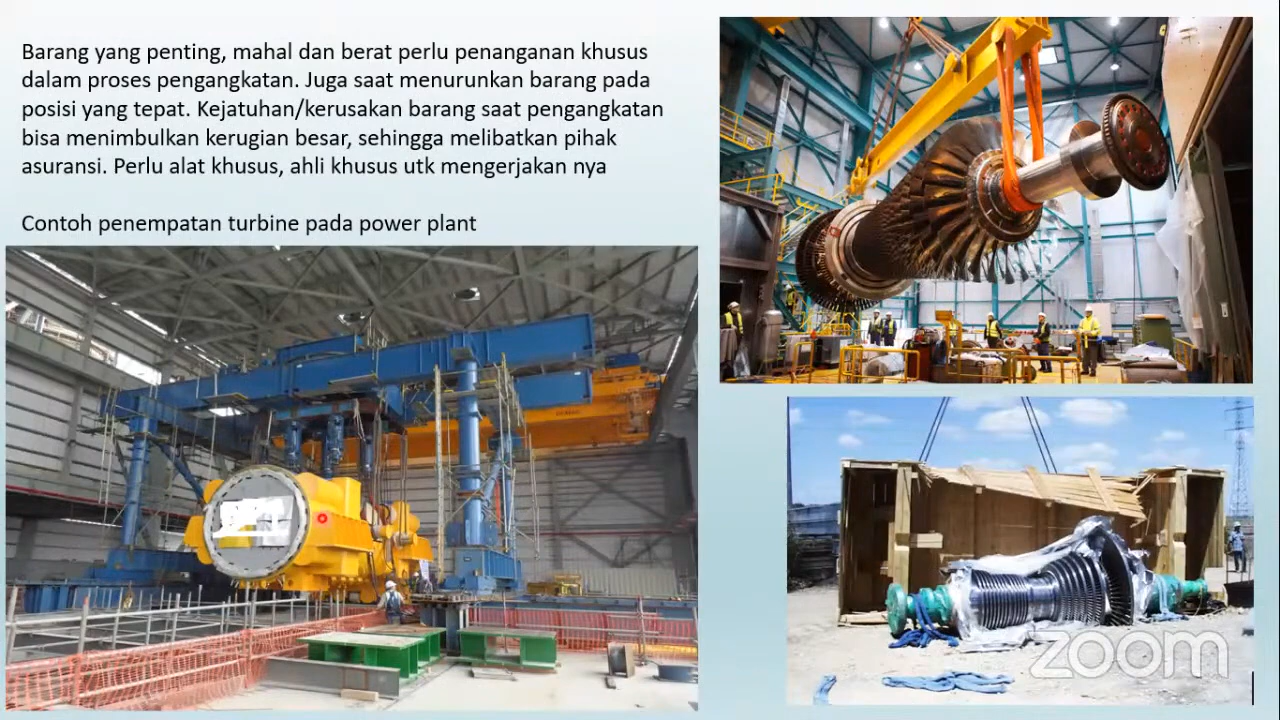 Barang yang penting, mahal dan berat perlu penanganan khusus
dalam proses pengangkatan. Juga saat menurunkan barang pada
posisi yang tepat. Kejatuhan/kerusakan barang saat pengangkatan
bisa menimbulkan kerugian besar, sehingga melibatkan pihak
asuransi. Perlu alat khusus, ahli khusus utk mengerjakan nya
Contoh penempatan turbine pada power plant
zoom